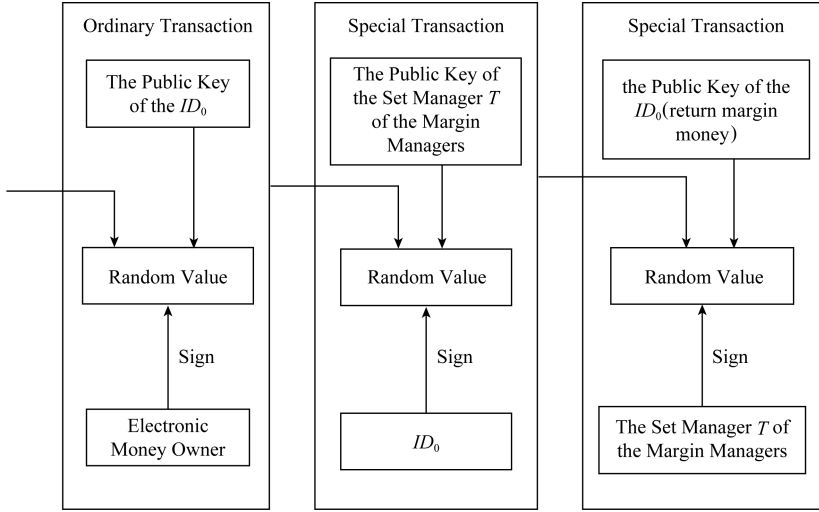 Ordinary Transaction
The Public Key
of the ID₀
Random Value
Sign
Electronic
Money Owner
Special Transaction
The Public Key of
the Set Manager T
of the Margin
Managers
Random Value
Sign
ID₀
Special Transaction
the Public Key of the
ID₀(return margin
money)
Random Value
Sign
The Set Manager T of
the Margin Managers